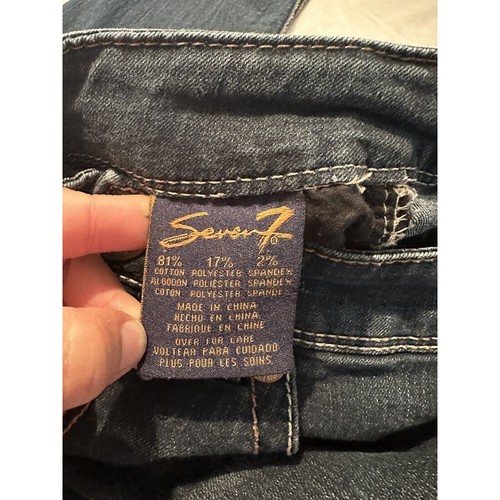 Seven7
81% 17% 2%
COTTON POLYESTER SPANDEX
ALGODON POLIESTER SPANDEX
COTON POLYESTER SPANDE
MADE IN CHINA
HECHO EN CHINA
FABRIQUE EN CHINE
OVER FOR CARE
VOLTEAR PARA CUIDADO
PLUS POUR LES SOINS